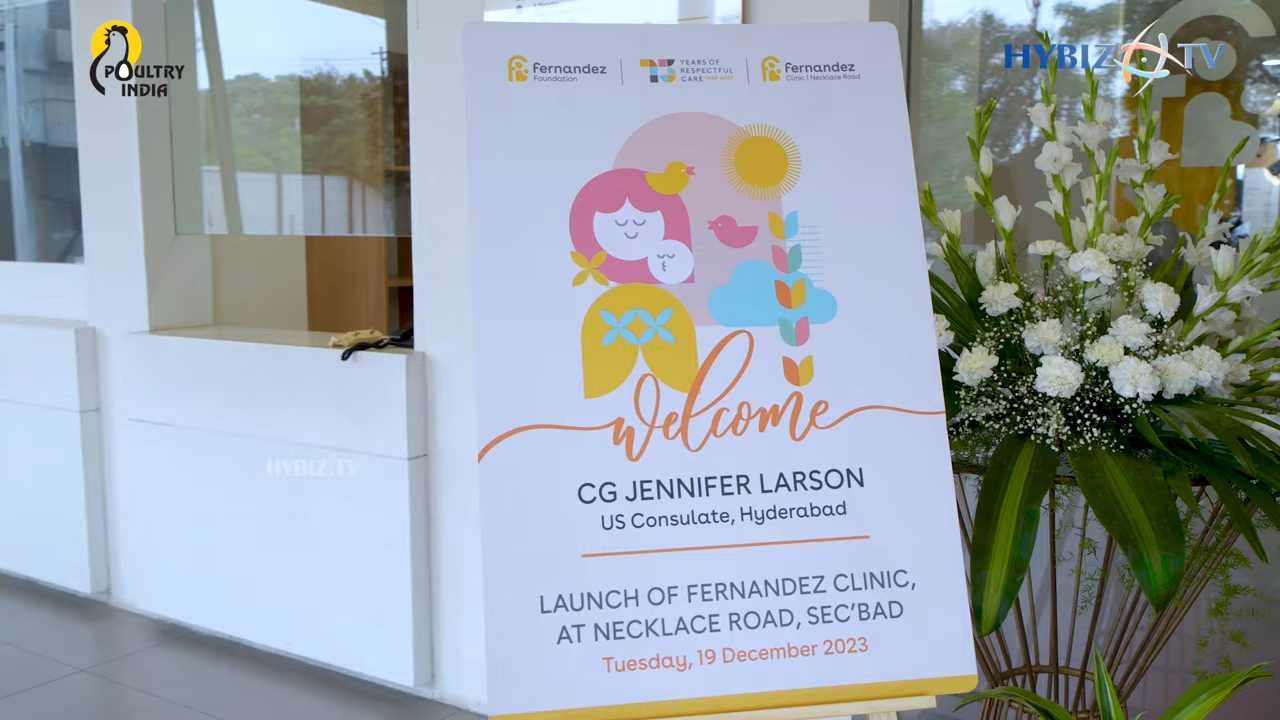 POULTRY
INDIA
HYBIZ TV
fernandez
Foundation
75 YEARS OF
RESPECTFUL
CARE
fernandez
Clinic | Necklace Road
welcome
CG JENNIFER LARSON
US Consulate, Hyderabad
LAUNCH OF FERNANDEZ CLINIC,
AT NECKLACE ROAD, SEC'BAD
Tuesday, 19 December 2023
HYBIZ.TV